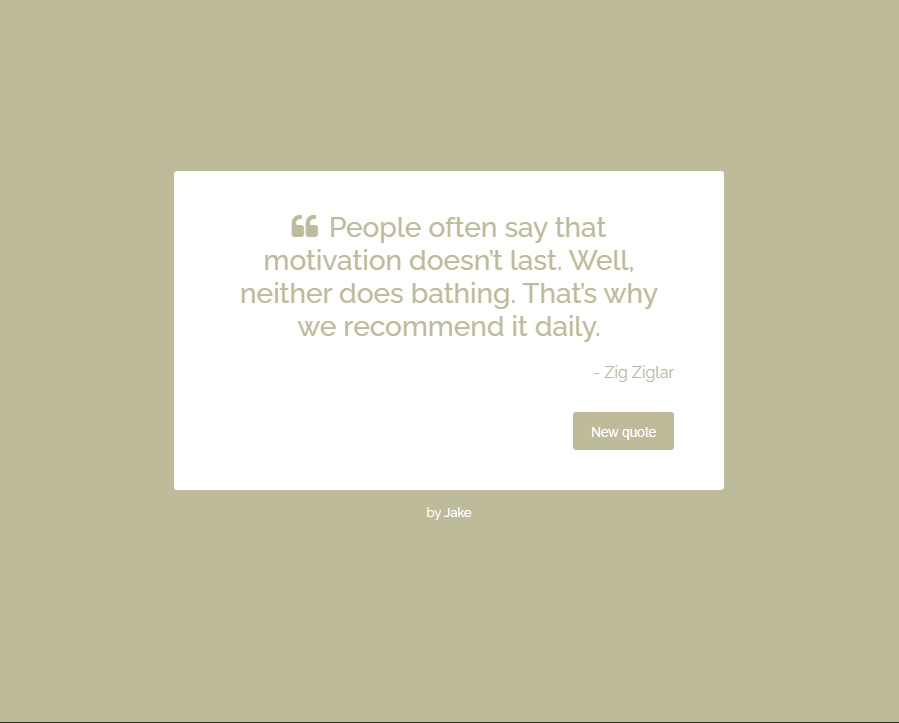 “ People often say that
motivation doesn’t last. Well,
neither does bathing. That’s why
we recommend it daily.
- Zig Ziglar
New quote
by Jake